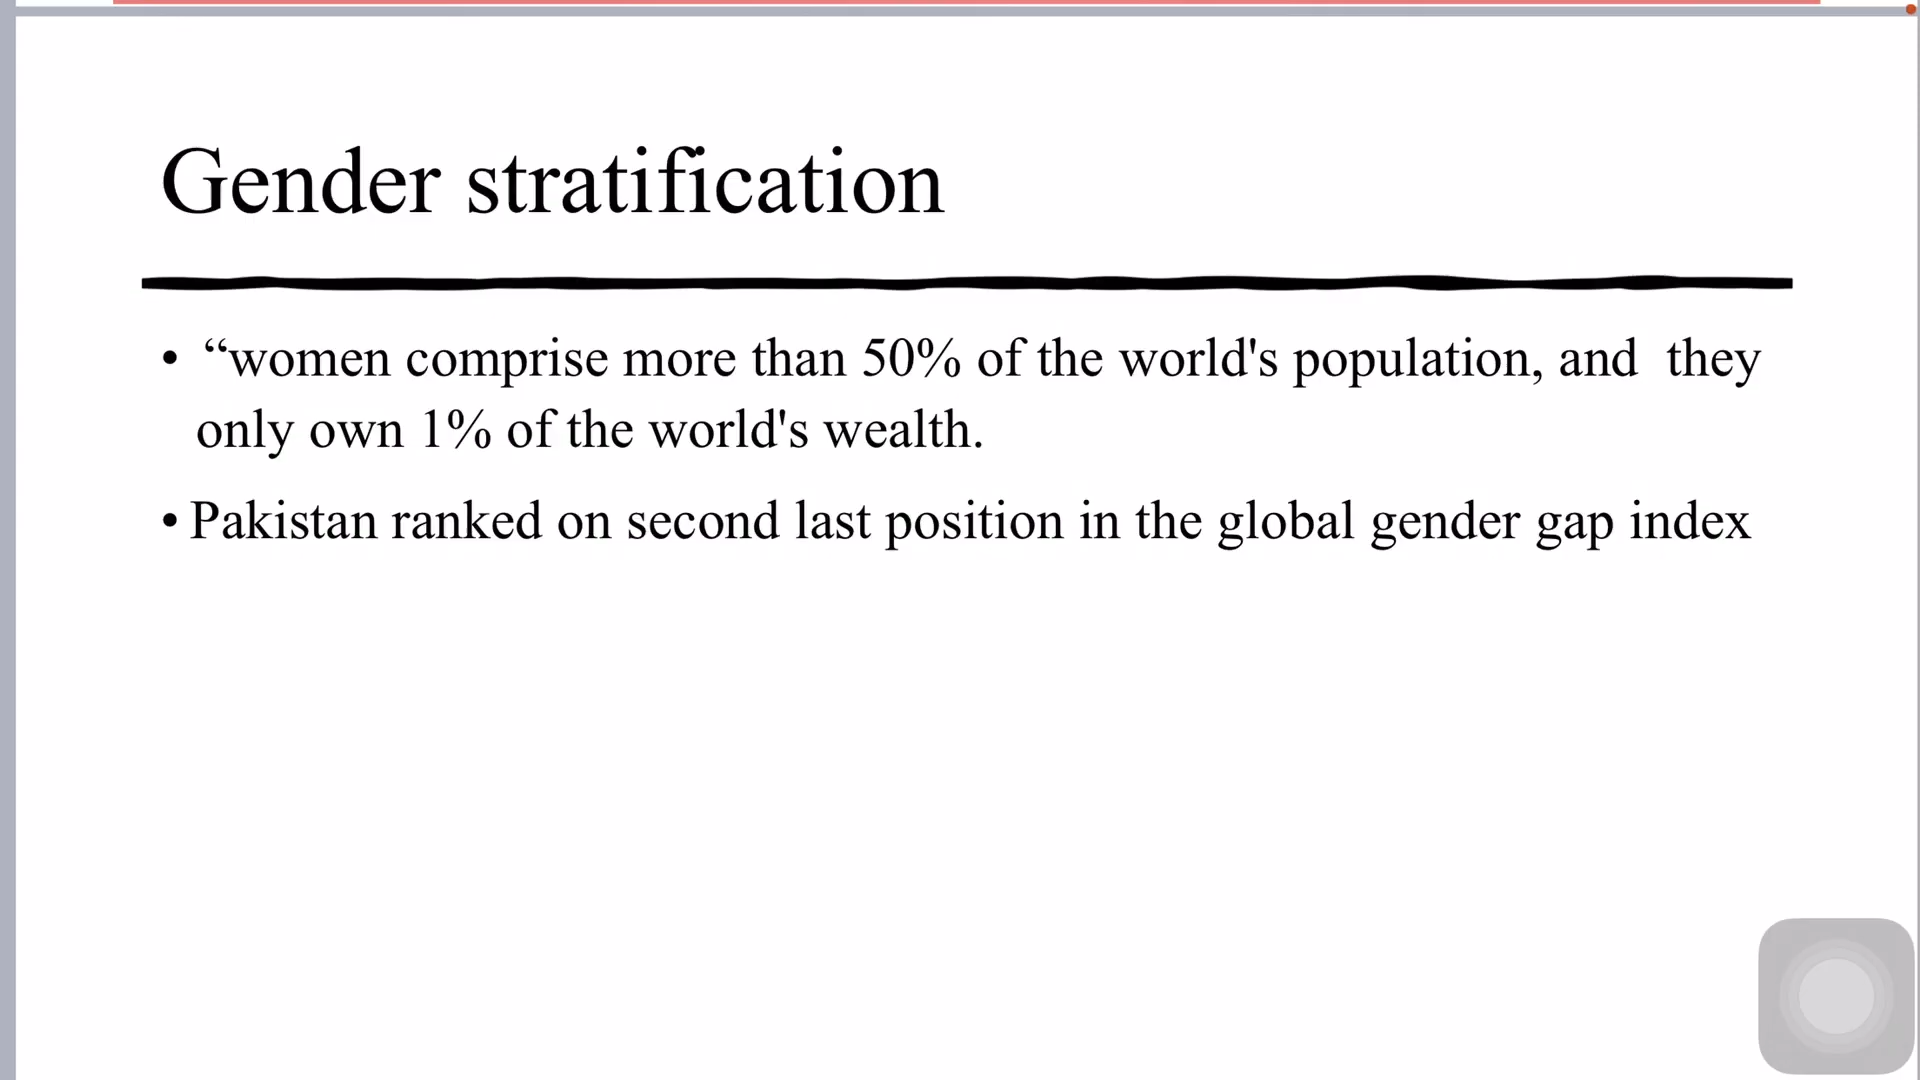 Gender stratification
• “women comprise more than 50% of the world's population, and  they
only own 1% of the world's wealth.
• Pakistan ranked on second last position in the global gender gap index